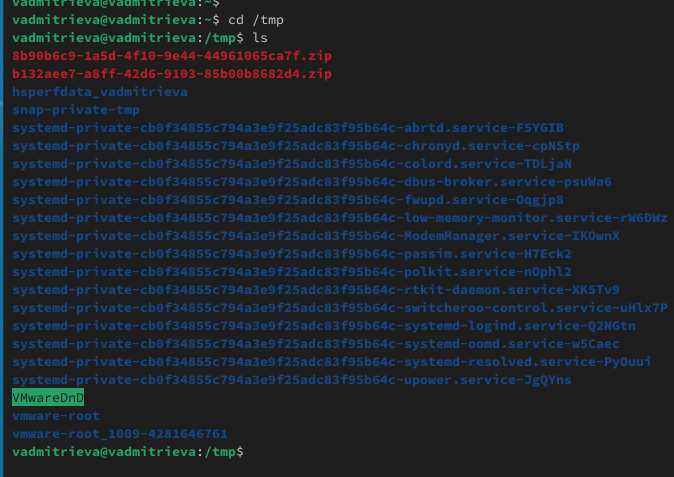 vadmitrieva@vadmitrieva:~$
vadmitrieva@vadmitrieva:~$ cd /tmp
vadmitrieva@vadmitrieva:/tmp$ ls
8b90b6c9-1a5d-4f10-9e44-44961065ca7f.zip
b132aee7-a8ff-42d6-9103-85b00b8682d4.zip
hsperfdata_vadmitrieva
snap-private-tmp
systemd-private-cb0f34855c794a3e9f25adc83f95b64c-abrtd.service-F5YGIB
systemd-private-cb0f34855c794a3e9f25adc83f95b64c-chronyd.service-cpNStp
systemd-private-cb0f34855c794a3e9f25adc83f95b64c-colord.service-TDLjaN
systemd-private-cb0f34855c794a3e9f25adc83f95b64c-dbus-broker.service-psuWa6
systemd-private-cb0f34855c794a3e9f25adc83f95b64c-fwupd.service-Oqgjp8
systemd-private-cb0f34855c794a3e9f25adc83f95b64c-low-memory-monitor.service-rW6DWz
systemd-private-cb0f34855c794a3e9f25adc83f95b64c-ModemManager.service-IKOwnX
systemd-private-cb0f34855c794a3e9f25adc83f95b64c-passim.service-H7Eck2
systemd-private-cb0f34855c794a3e9f25adc83f95b64c-polkit.service-nOphl2
systemd-private-cb0f34855c794a3e9f25adc83f95b64c-rtkit-daemon.service-XK5Tv9
systemd-private-cb0f34855c794a3e9f25adc83f95b64c-switcheroo-control.service-uHlx7P
systemd-private-cb0f34855c794a3e9f25adc83f95b64c-systemd-logind.service-Q2NGtn
systemd-private-cb0f34855c794a3e9f25adc83f95b64c-systemd-oomd.service-w5Caec
systemd-private-cb0f34855c794a3e9f25adc83f95b64c-systemd-resolved.service-PyOuui
systemd-private-cb0f34855c794a3e9f25adc83f95b64c-upower.service-JgQYns
VMwareDnD
vmware-root
vmware-root_1009-4281646761
vadmitrieva@vadmitrieva:/tmp$